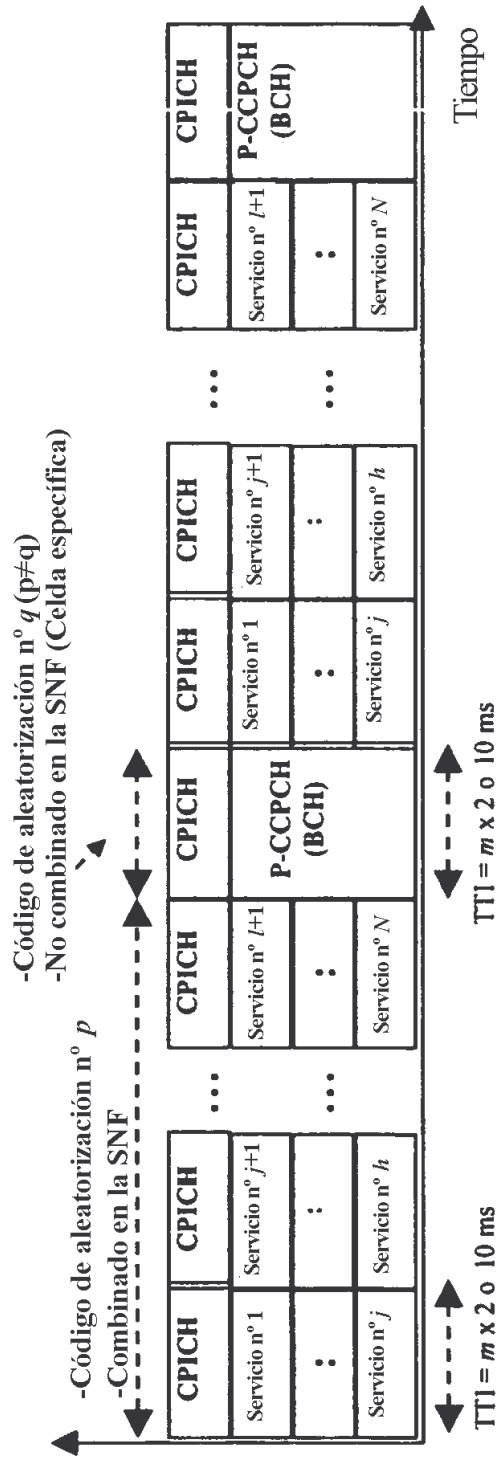 -Código de aleatorización nº p
-Combinado en la SNF
-Código de aleatorización nº q (p≠q)
-No combinado en la SNF (Celda específica)
CPICH
Servicio nº 1
:
Servicio nº j
CPICH
Servicio nº j+1
:
Servicio nº h
...
...
CPICH
Servicio nº l+1
:
Servicio nº N
CPICH
P-CCPCH
(BCH)
CPICH
Servicio nº 1
:
Servicio nº j
CPICH
Servicio nº j+1
:
Servicio nº h
...
...
CPICH
Servicio nº l+1
:
Servicio nº N
CPICH
P-CCPCH
(BCH)
TTI = m x 2 o 10 ms
TTI = m x 2 o 10 ms
Tiempo